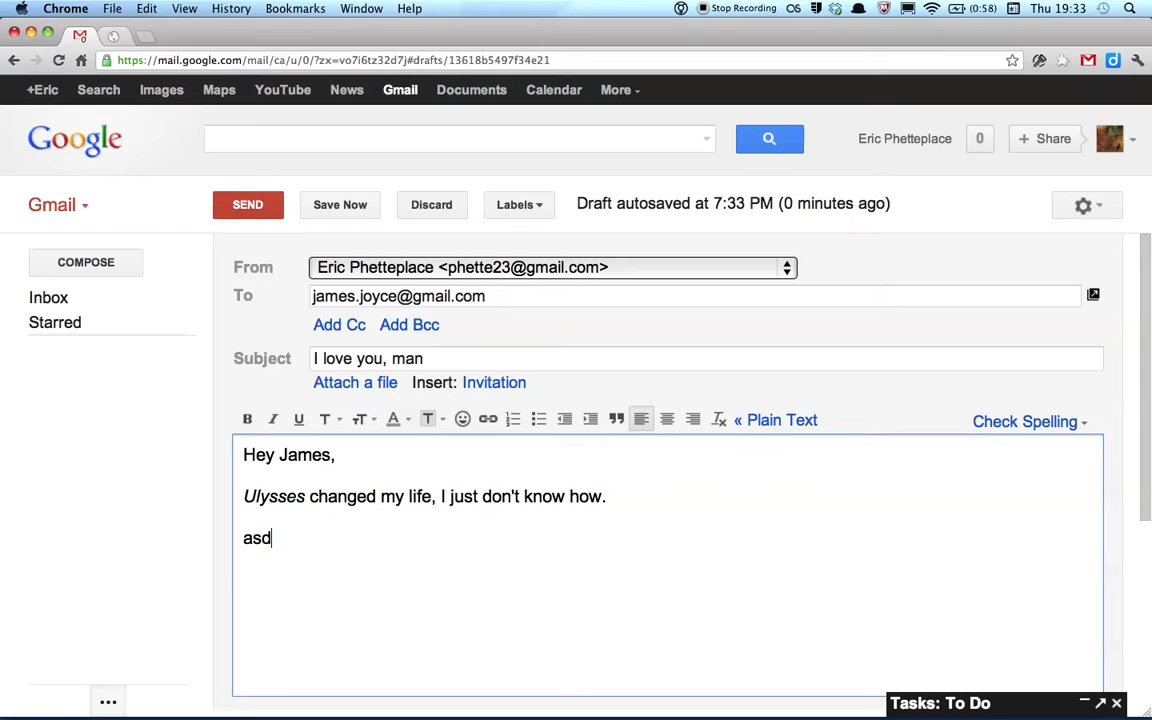 Chrome File Edit View History Bookmarks Window Help Stop Recording (0:58) Thu 19:33
https://mail.google.com/mail/ca/u/0/?zx=vo7i6tz32d7j#drafts/13618b5497f34e21
+Eric Search Images Maps YouTube News Gmail Documents Calendar More
Google Eric Phetteplace 0 + Share
Gmail SEND Save Now Discard Labels Draft autosaved at 7:33 PM (0 minutes ago)
COMPOSE
Inbox
Starred
From Eric Phetteplace <phette23@gmail.com>
To james.joyce@gmail.com
Add Cc Add Bcc
Subject I love you, man
Attach a file Insert: Invitation
B I U T TT A T « Plain Text Check Spelling
Hey James,
Ulysses changed my life, I just don't know how.
asd
Tasks: To Do